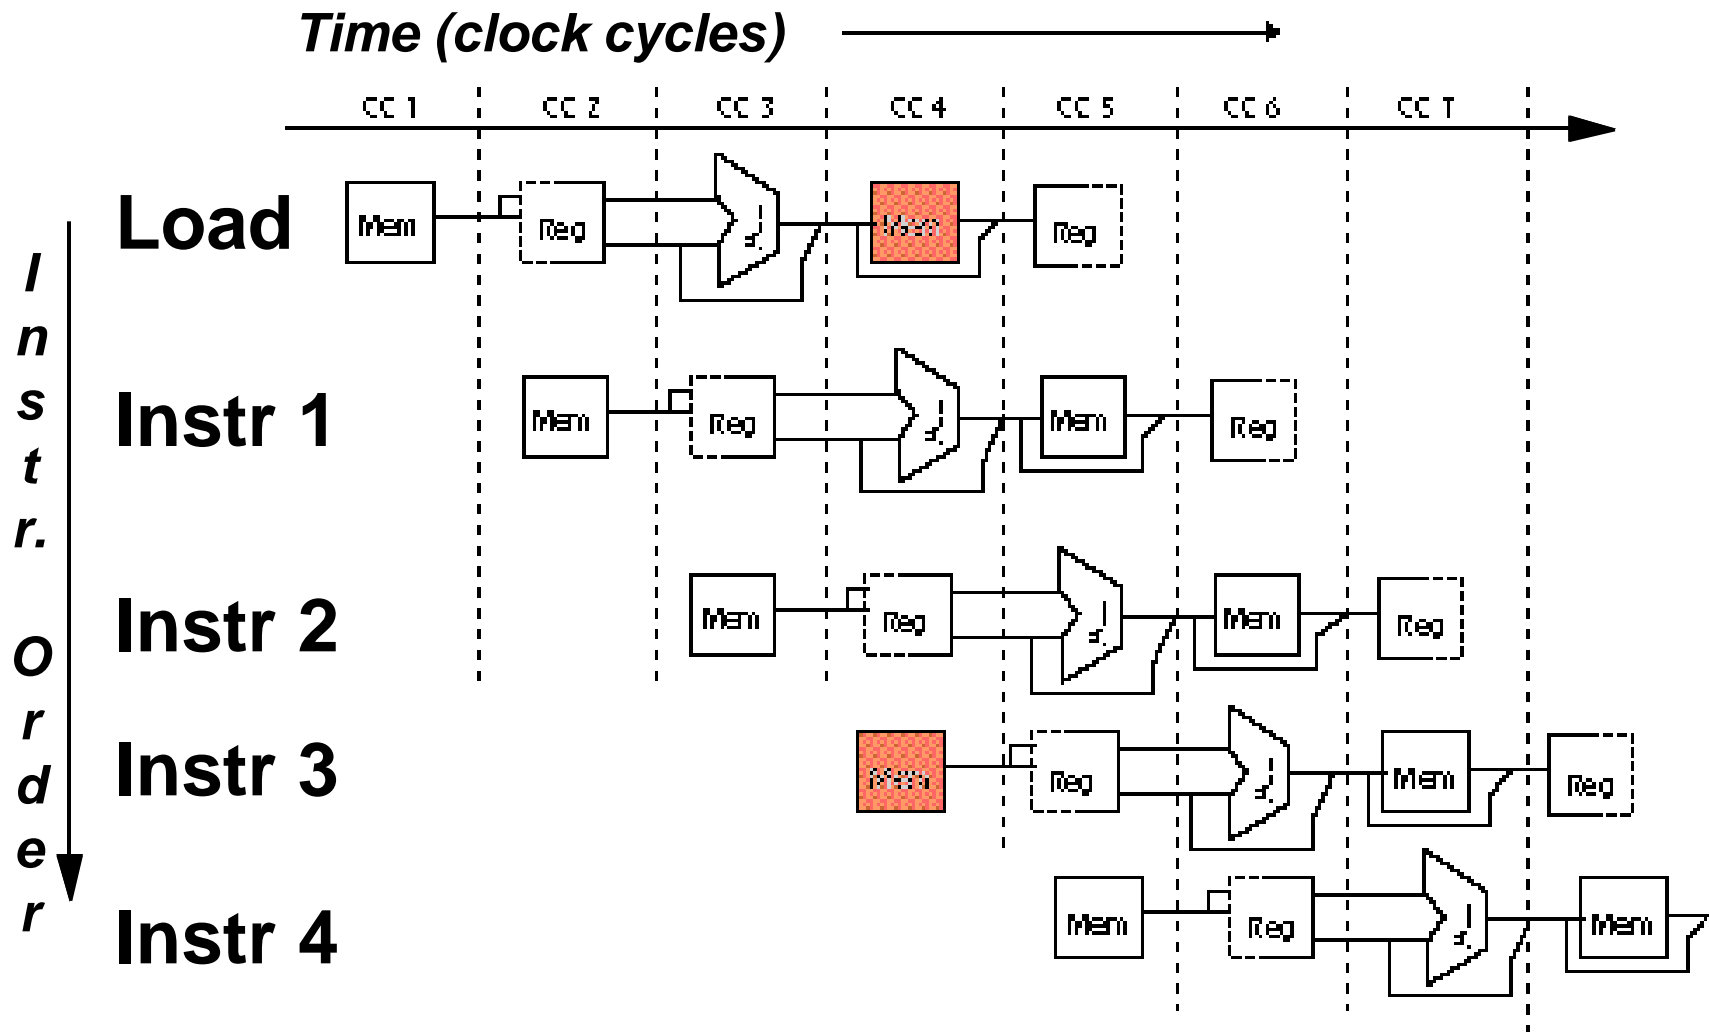 Time (clock cycles)
CC 1 CC 2 CC 3 CC 4 CC 5 CC 6 CC 7
Instr. Order
Load Mem Reg Mem Reg
Instr 1 Mem Reg Mem Reg
Instr 2 Mem Reg Mem Reg
Instr 3 Mem Reg Mem Reg
Instr 4 Mem Reg Mem